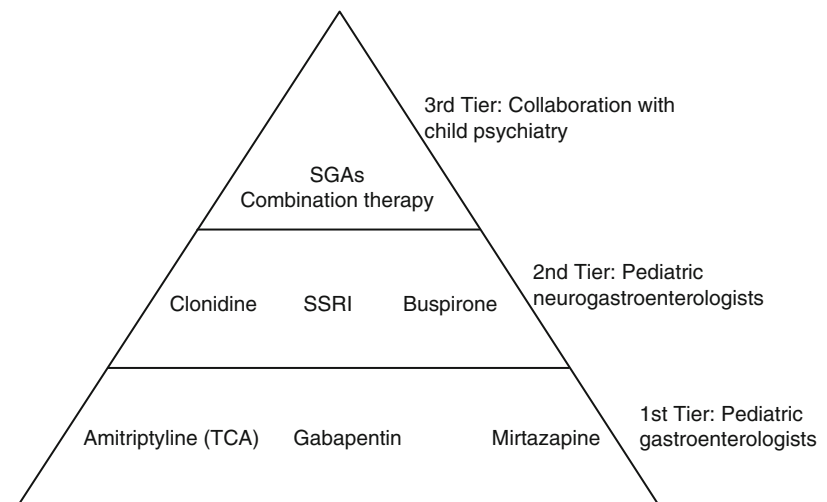 3rd Tier: Collaboration with
child psychiatry
SGAs
Combination therapy
2nd Tier: Pediatric
neurogastroenterologists
Clonidine SSRI Buspirone
1st Tier: Pediatric
gastroenterologists
Amitriptyline (TCA) Gabapentin Mirtazapine